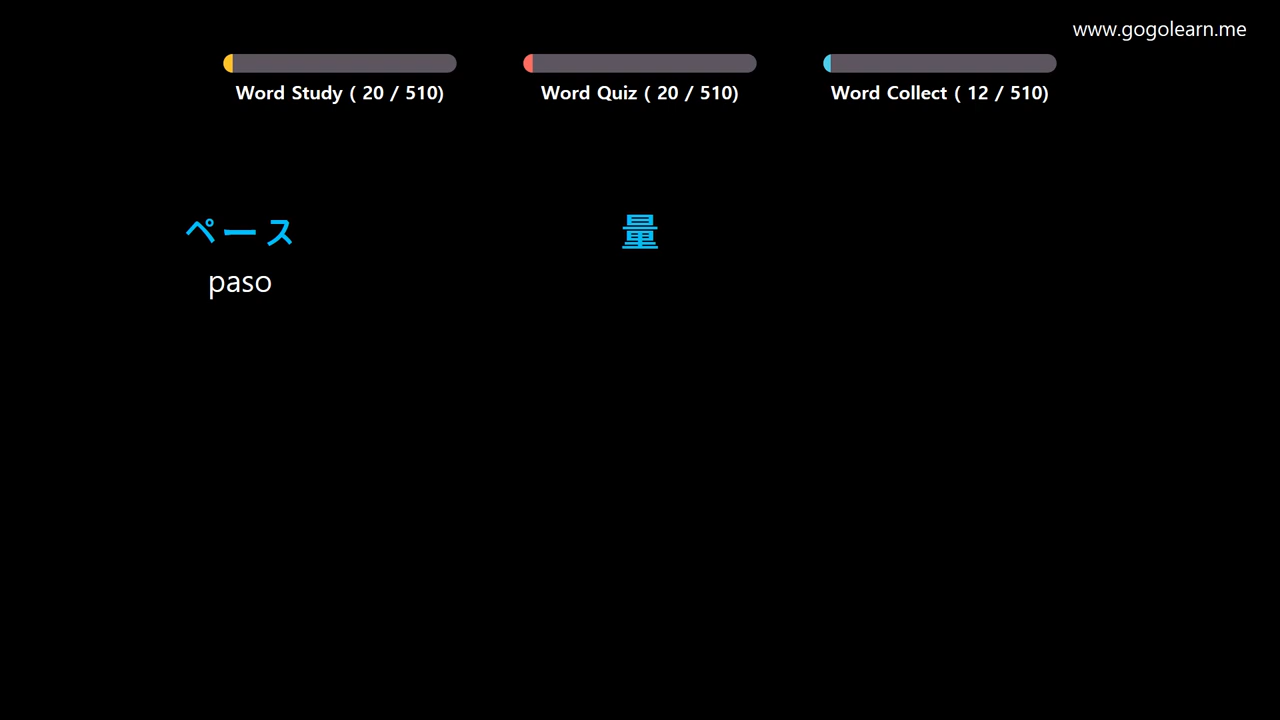 www.gogolearn.me
Word Study ( 20 / 510)
Word Quiz ( 20 / 510)
Word Collect ( 12 / 510)
ペース
量
paso